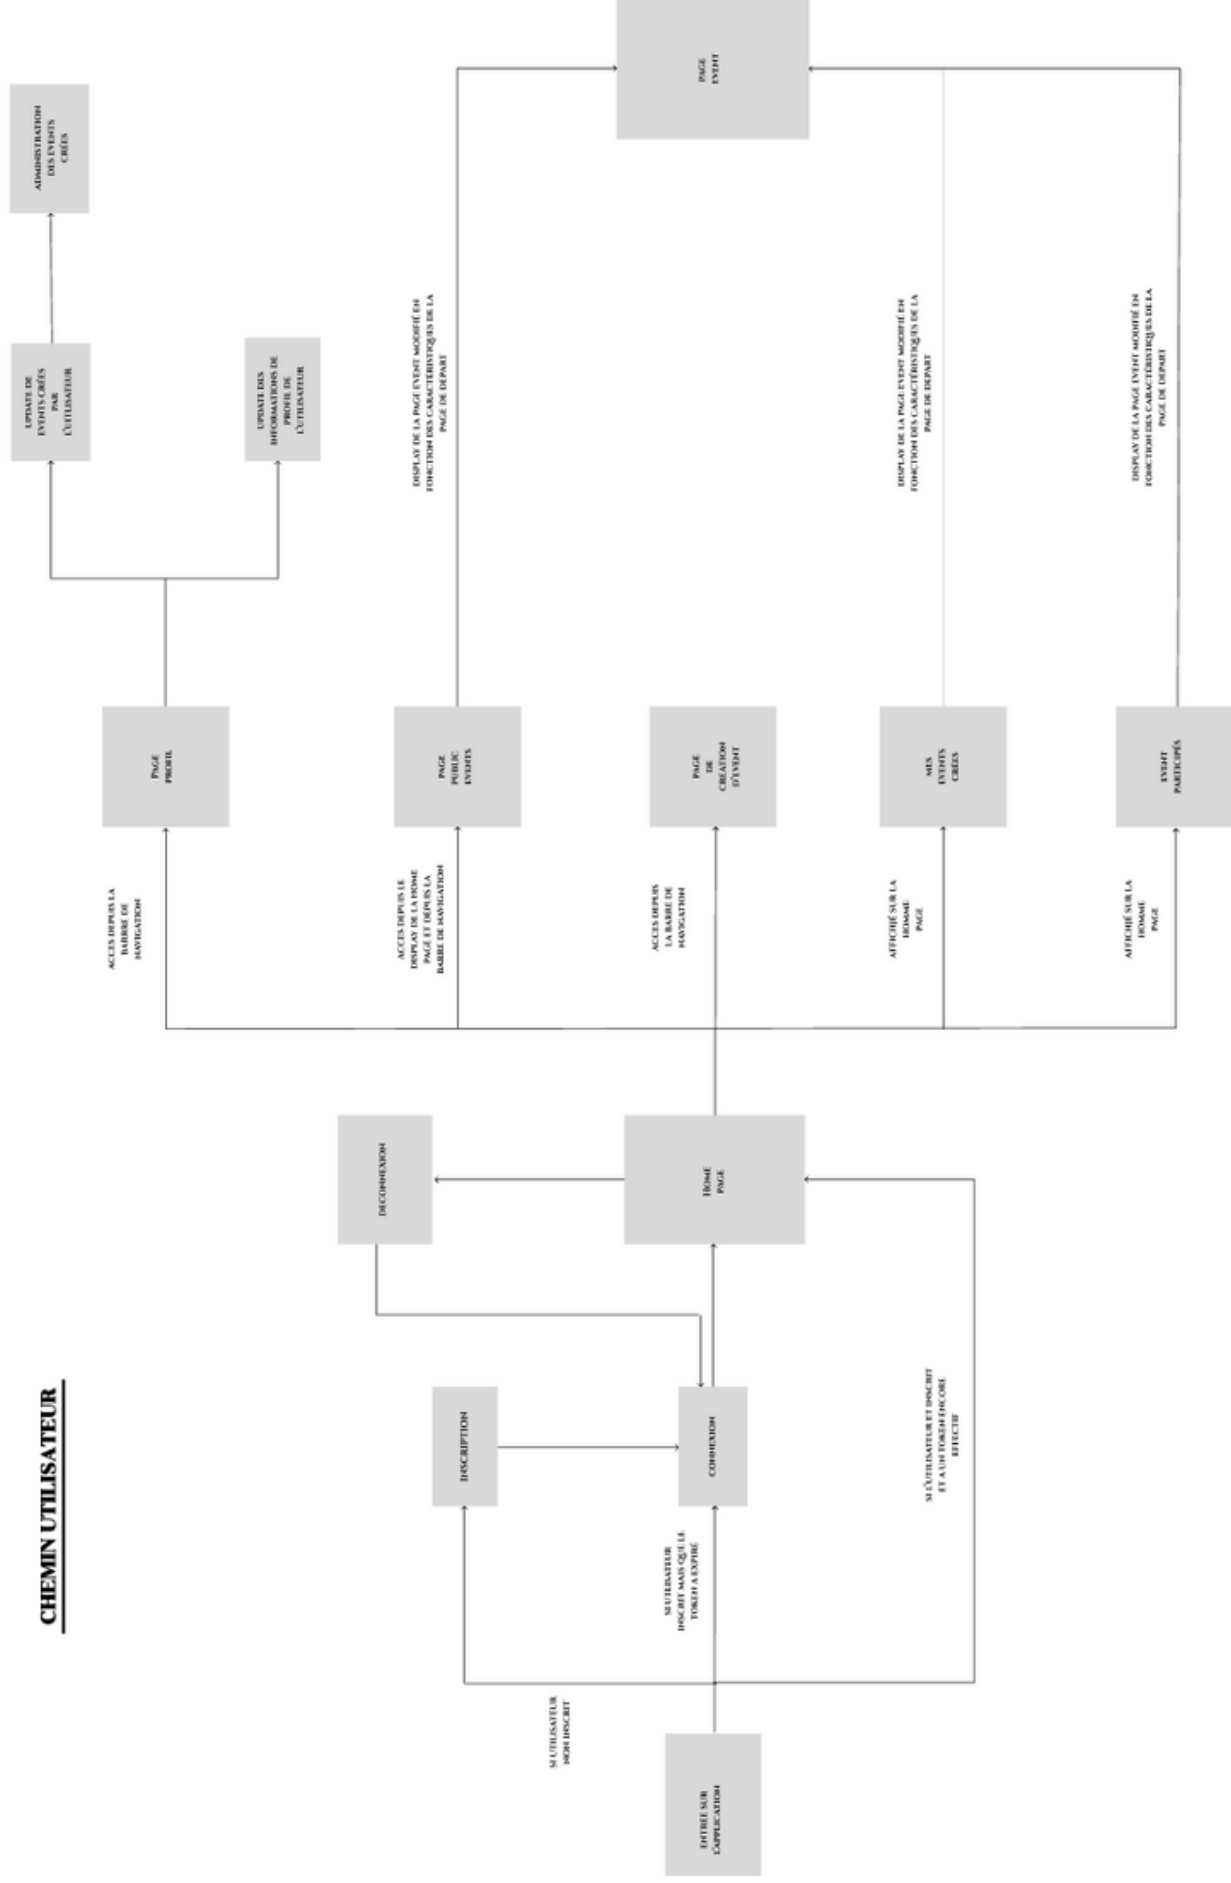 CHEMIN UTILISATEUR
ENTREE SUR
L'APPLICATION
SI UTILISATEUR
NON INSCRIT
SI UTILISATEUR
INSCRIT MAIS QUE LE
TOKEN A EXPIRÉ
SI L'UTILISATEUR ET INSCRIT
ET A UN TOKEN ENCORE
EFFECTIF
INSCRIPTION
CONNEXION
DECONNEXION
HOME
PAGE
ACCES DEPUIS LA
BARRE DE
NAVIGATION
ACCES DEPUIS LE
DISPLAY DE LA HOME
PAGE ET DEPUIS LA
BARRE DE NAVIGATION
ACCES DEPUIS
LA BARRE DE
NAVIGATION
AFFICHÉ SUR LA
HOMME
PAGE
AFFICHÉ SUR LA
HOMME
PAGE
PAGE
PROFIL
PAGE
PUBLIC
EVENTS
PAGE
DE
CREATION
D'EVENT
MES
EVENTS
CRÉES
EVENT
PARTICIPÉS
UPDATE DE
EVENTS CRÉES
PAR
L'UTILSATEUR
UPDATE DES
INFORMATIONS DE
PROFIL DE
L'UTILISATEUR
DISPLAY DE LA PAGE EVENT MODIFIÉ EN
FONCTION DES CARACTÉRISTIQUES DE LA
PAGE DE DEPART
DISPLAY DE LA PAGE EVENT MODIFIÉ EN
FONCTION DES CARACTÉRISTIQUES DE LA
PAGE DE DEPART
DISPLAY DE LA PAGE EVENT MODIFIÉ EN
FONCTION DES CARACTÉRISTIQUES DE LA
PAGE DE DEPART
ADMINISTRATION
DES EVENTS
CRÉES
PAGE
EVENT